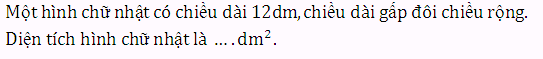 Một hình chữ nhật có chiều dài 12dm, chiều dài gấp đôi chiều rộng.
Diện tích hình chữ nhật là ... . dm².